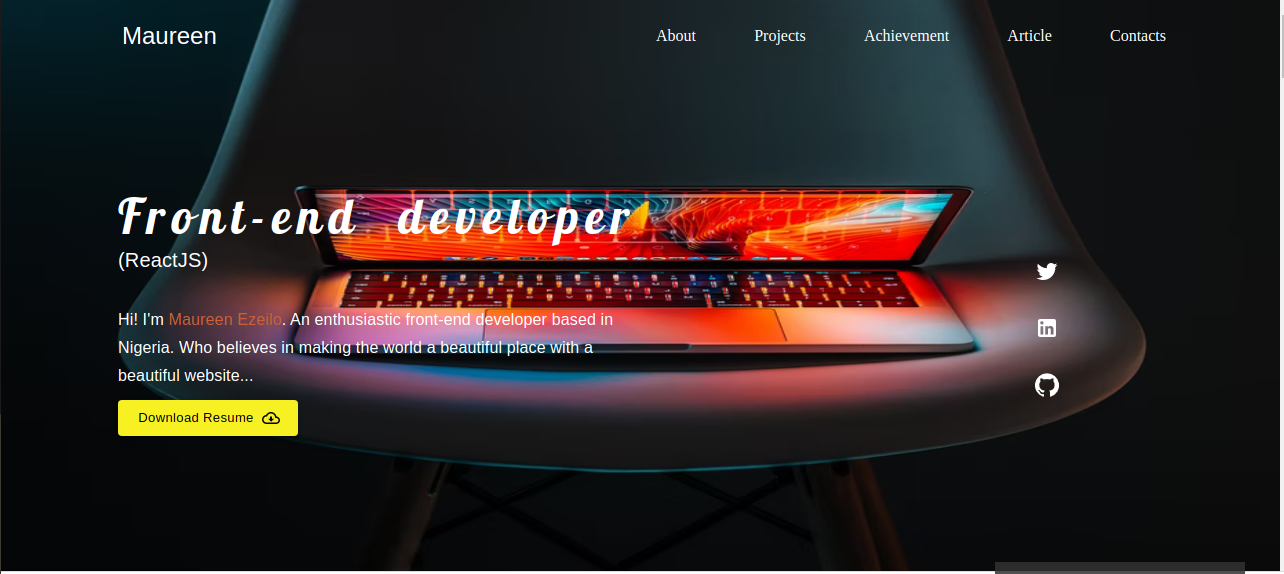 Maureen
About Projects Achievement Article Contacts
Front-end developer
(ReactJS)
Hi! I'm Maureen Ezeilo. An enthusiastic front-end developer based in
Nigeria. Who believes in making the world a beautiful place with a
beautiful website...
Download Resume